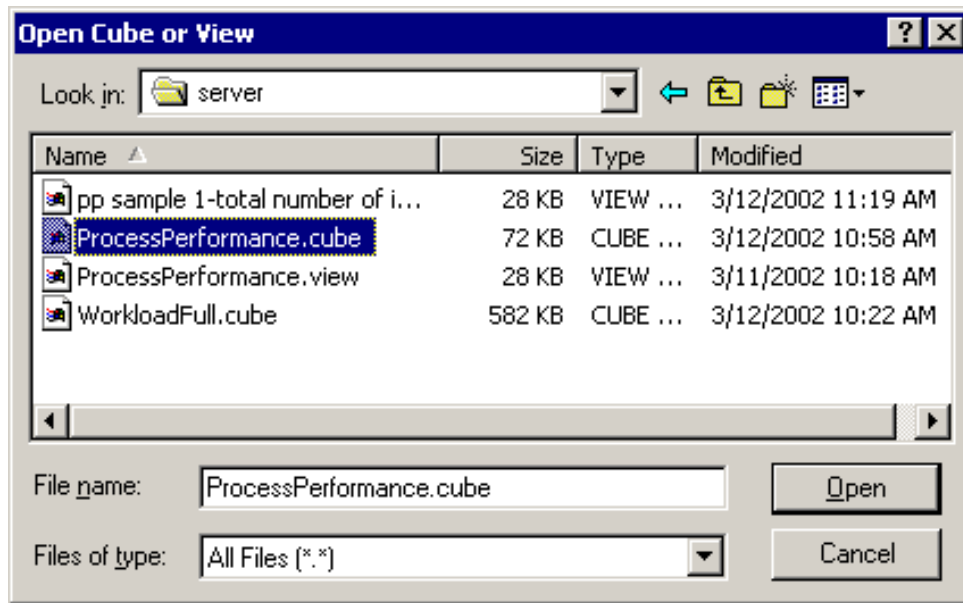 Open Cube or View
Look in: server
Name Size Type Modified
pp sample 1-total number of i... 28 KB VIEW ... 3/12/2002 11:19 AM
ProcessPerformance.cube 72 KB CUBE ... 3/12/2002 10:58 AM
ProcessPerformance.view 28 KB VIEW ... 3/11/2002 10:18 AM
WorkloadFull.cube 582 KB CUBE ... 3/12/2002 10:22 AM
File name: ProcessPerformance.cube Open
Files of type: All Files (*.*) Cancel